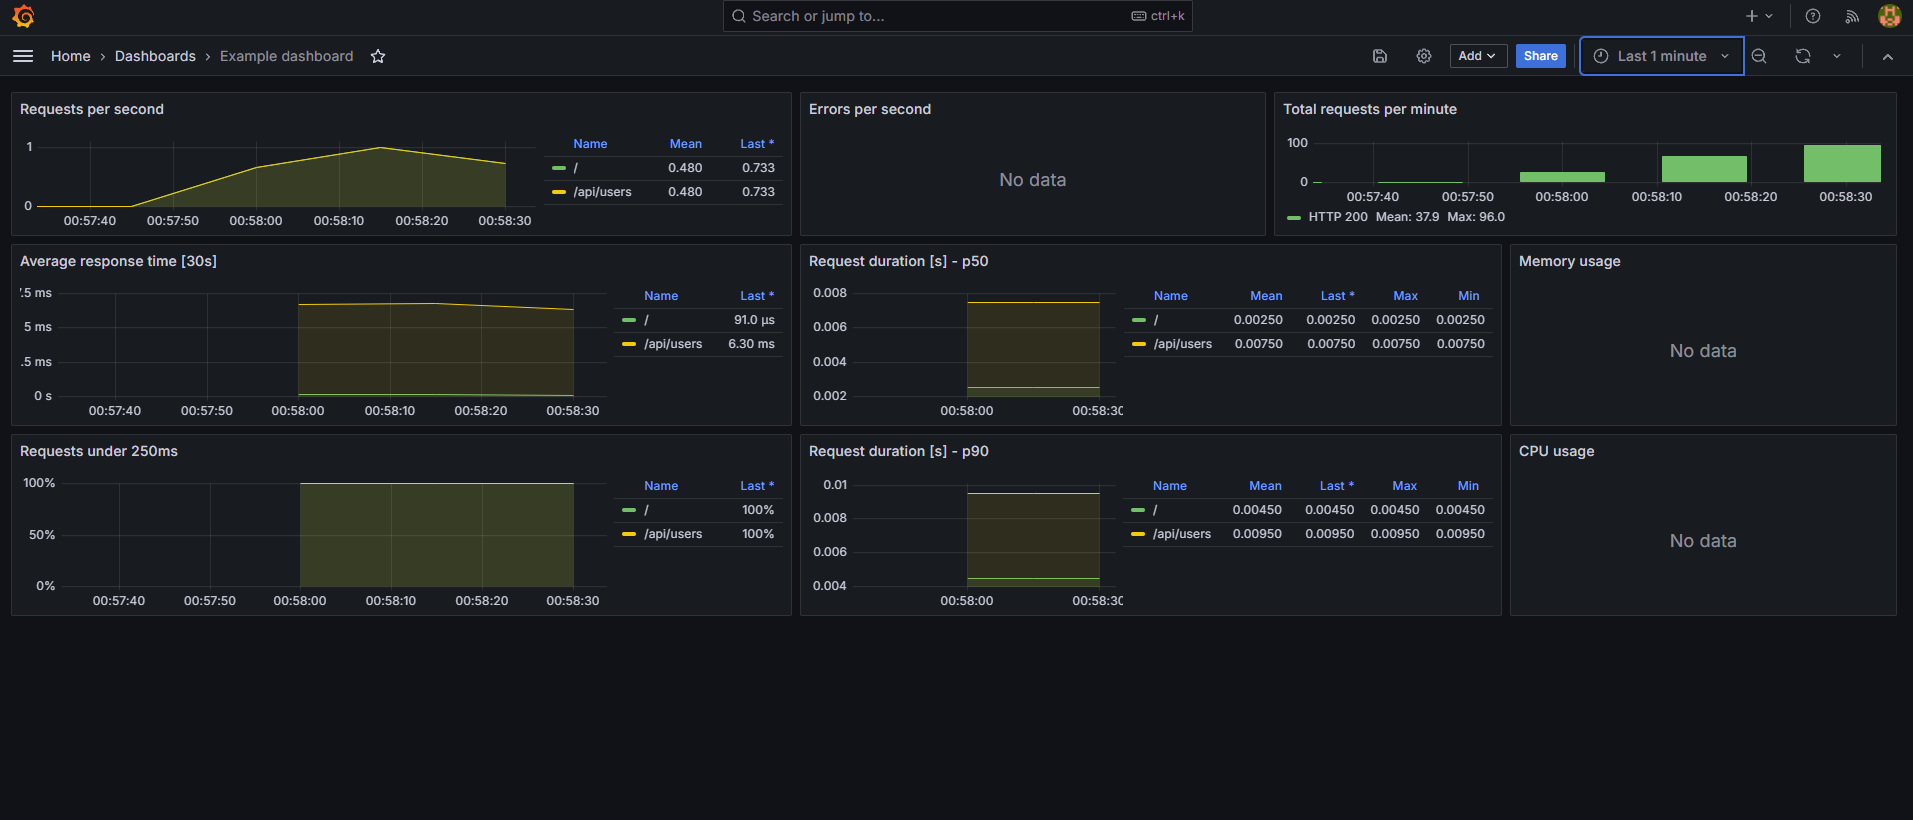 Search or jump to... ctrl+k
Home › Dashboards › Example dashboard
Add Share Last 1 minute
Requests per second
1
0
00:57:40 00:57:50 00:58:00 00:58:10 00:58:20 00:58:30
Name Mean Last *
/ 0.480 0.733
/api/users 0.480 0.733
Errors per second
No data
Total requests per minute
100
0
00:57:40 00:57:50 00:58:00 00:58:10 00:58:20 00:58:30
HTTP 200 Mean: 37.9 Max: 96.0
Average response time [30s]
.5 ms
5 ms
.5 ms
0 s
00:57:40 00:57:50 00:58:00 00:58:10 00:58:20 00:58:30
Name Last *
/ 91.0 µs
/api/users 6.30 ms
Request duration [s] - p50
0.008
0.006
0.004
0.002
00:58:00 00:58:30
Name Mean Last * Max Min
/ 0.00250 0.00250 0.00250 0.00250
/api/users 0.00750 0.00750 0.00750 0.00750
Memory usage
No data
Requests under 250ms
100%
50%
0%
00:57:40 00:57:50 00:58:00 00:58:10 00:58:20 00:58:30
Name Last *
/ 100%
/api/users 100%
Request duration [s] - p90
0.01
0.008
0.006
0.004
00:58:00 00:58:30
Name Mean Last * Max Min
/ 0.00450 0.00450 0.00450 0.00450
/api/users 0.00950 0.00950 0.00950 0.00950
CPU usage
No data